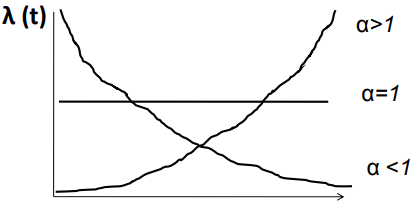 λ (t)
α>1
α=1
α <1